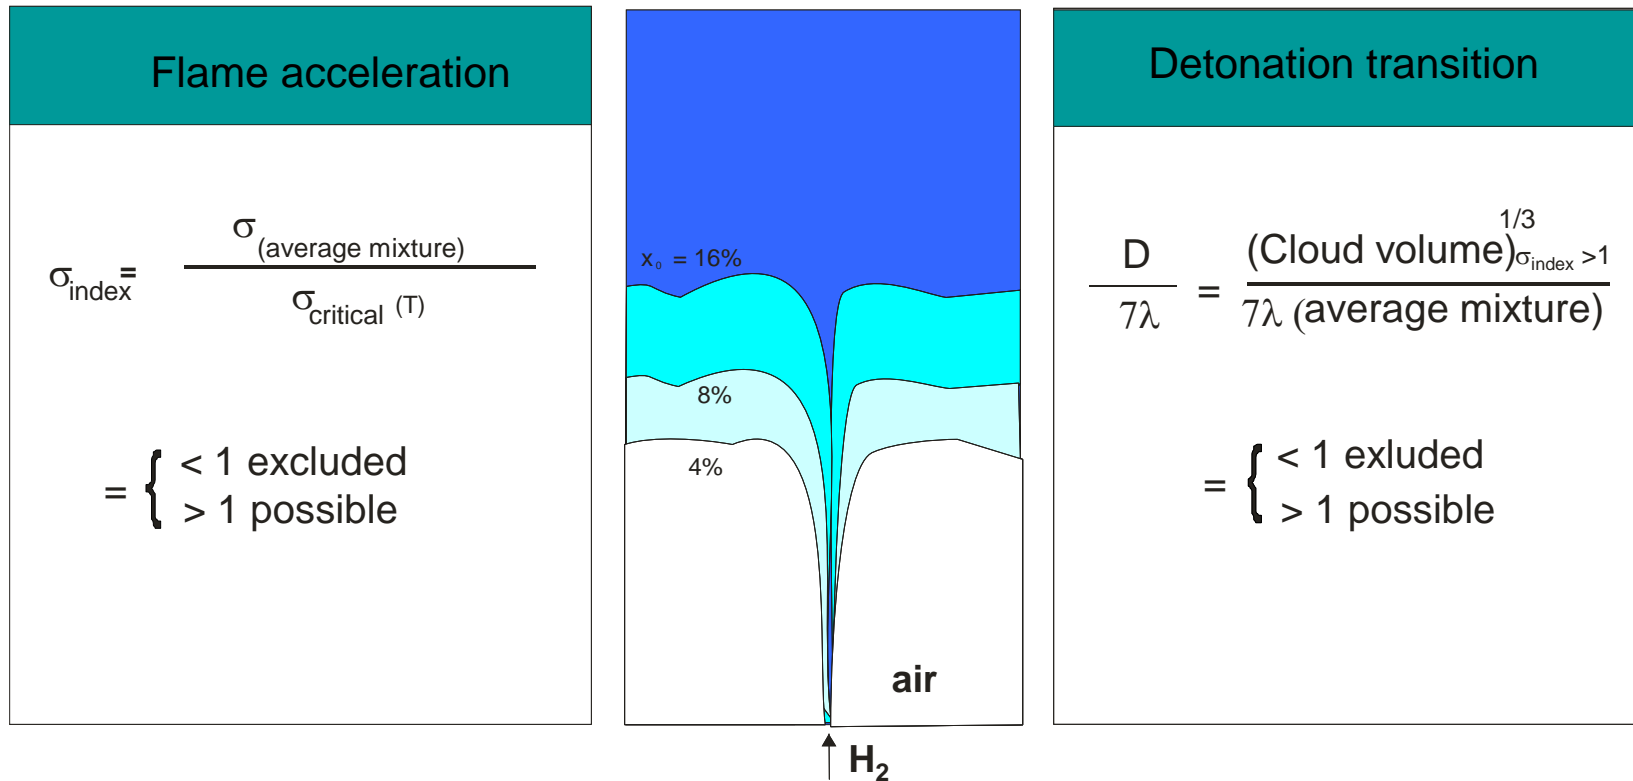 Flame acceleration
σindex = σ(average mixture)
σcritical (T)
= { < 1 excluded
> 1 possible
x₀ = 16%
8%
4%
air
H₂
Detonation transition
D / 7λ = (Cloud volume)^1/3 σindex >1
7λ (average mixture)
= { < 1 exluded
> 1 possible